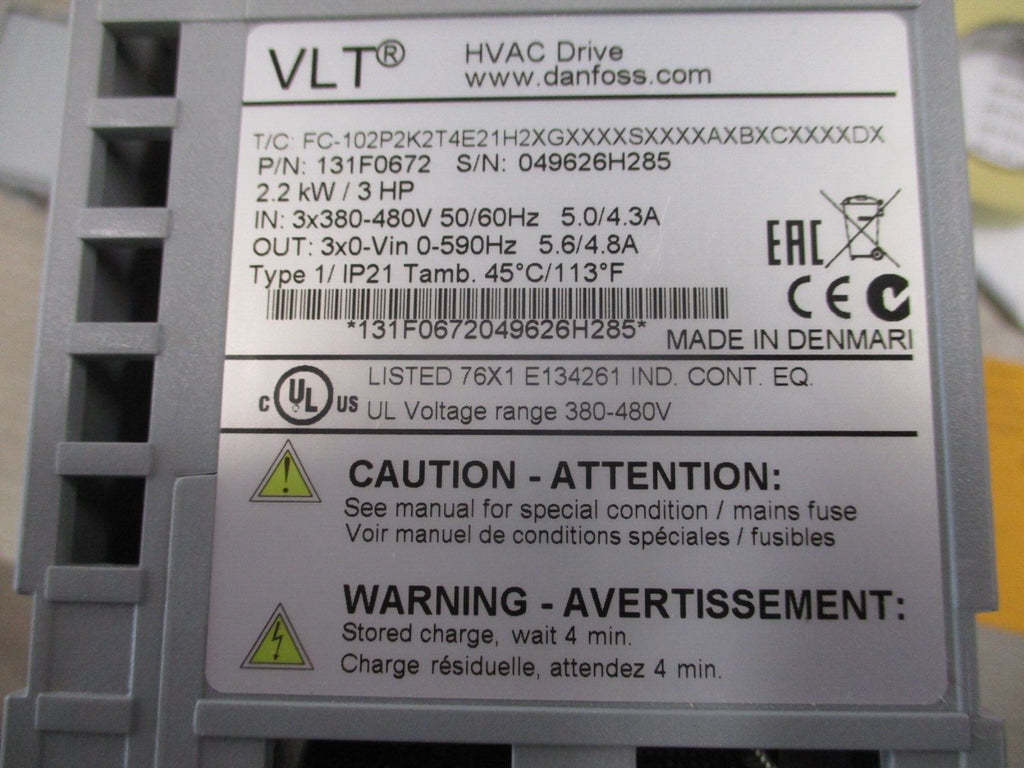 VLT® HVAC Drive
www.danfoss.com
T/C: FC-102P2K2T4E21H2XGXXXXSXXXXAXBXCXXXXDX
P/N: 131F0672 S/N: 049626H285
2.2 kW / 3 HP
IN: 3x380-480V 50/60Hz 5.0/4.3A
OUT: 3x0-Vin 0-590Hz 5.6/4.8A
Type 1/ IP21 Tamb. 45°C/113°F
EAC
CE
*131F0672049626H285*
MADE IN DENMARI
C UL US
LISTED 76X1 E134261 IND. CONT. EQ.
UL Voltage range 380-480V
CAUTION - ATTENTION:
See manual for special condition / mains fuse
Voir manuel de conditions spéciales / fusibles
WARNING - AVERTISSEMENT:
Stored charge, wait 4 min.
Charge résiduelle, attendez 4 min.